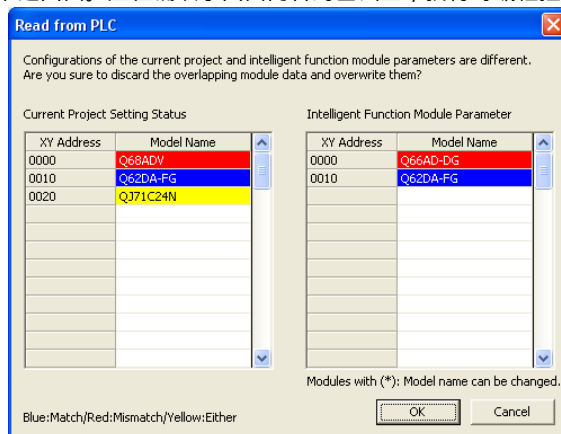 Read from PLC
Configurations of the current project and intelligent function module
parameters are different.
Are you sure to discard the overlapping module data and overwrite
them?
Current Project Setting Status
Intelligent Function Module Parameter
XY Address Model Name
0000 Q68ADV
0010 Q62DA-FG
0020 QJ71C24N
XY Address Model Name
0000 Q66AD-DG
0010 Q62DA-FG
Modules with (*): Model name can be changed.
Blue:Match/Red:Mismatch/Yellow:Either
OK Cancel